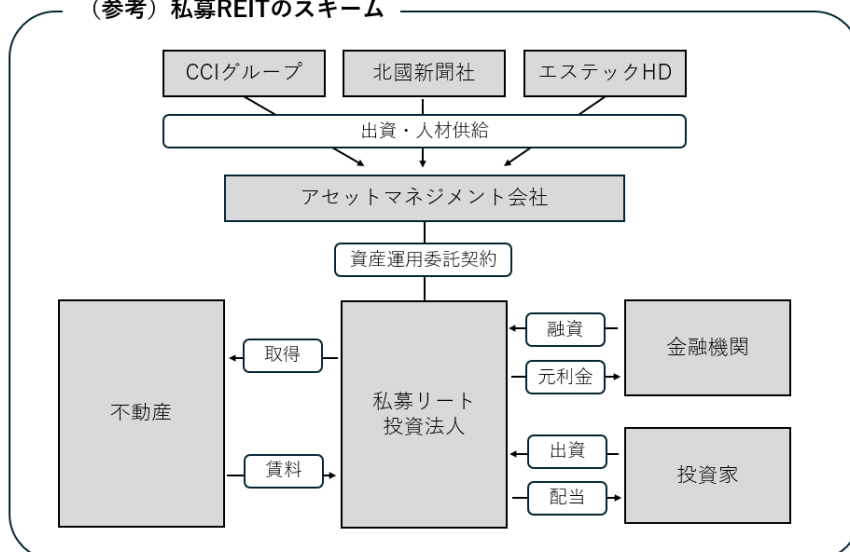 （参考）私募REITのスキーム
CCIグループ
北國新聞社
エステックHD
出資・人材供給
アセットマネジメント会社
資産運用委託契約
不動産
取得
賃料
私募リート
投資法人
融資
元利金
金融機関
出資
配当
投資家